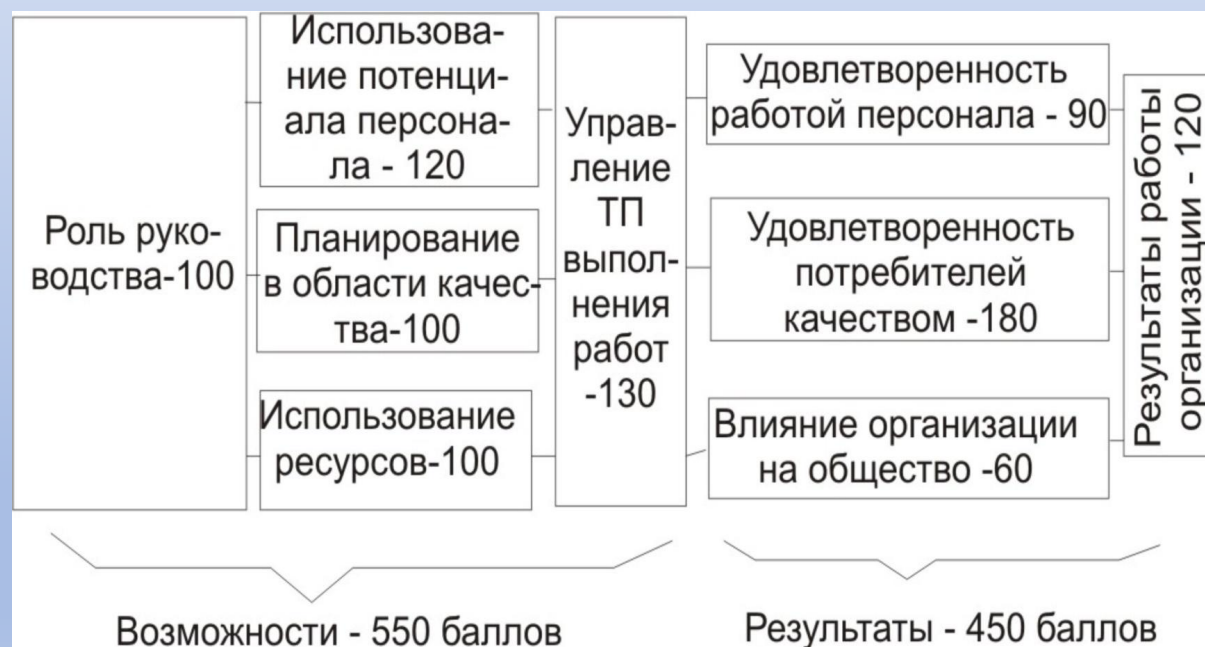 Роль руко-
водства-100
Использова-
ние потенци-
ала персона-
ла - 120
Планирование
в области качес-
тва-100
Использование
ресурсов-100
Управ-
ление
ТП
выпол-
нения
работ
-130
Удовлетворенность
работой персонала - 90
Удовлетворенность
потребителей
качеством -180
Влияние организации
на общество -60
Результаты работы
организации - 120
Возможности - 550 баллов
Результаты - 450 баллов